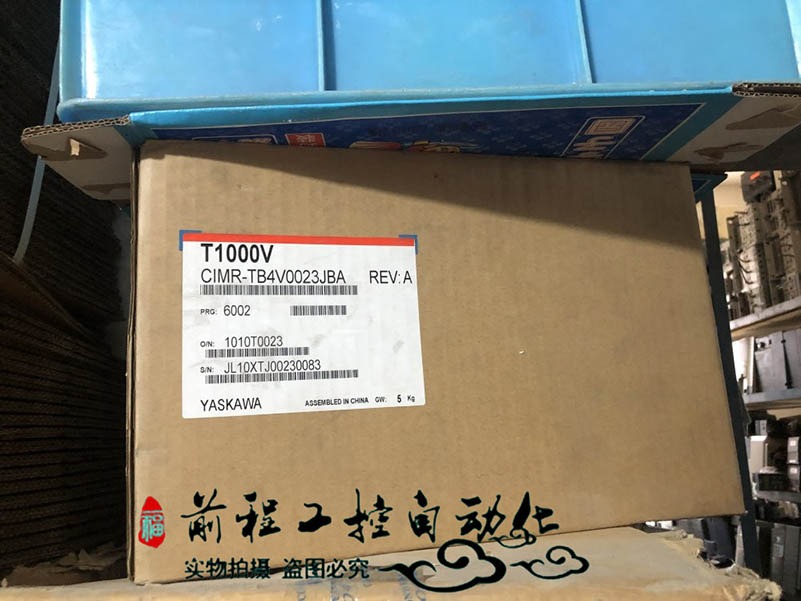 T1000V
CIMR-TB4V0023JBA REV: A
PRG: 6002
O/N: 1010T0023
S/N: JL10XTJ00230083
YASKAWA ASSEMBLED IN CHINA GW: 5 Kg
福
前程工控自动化
实物拍摄 盗图必究